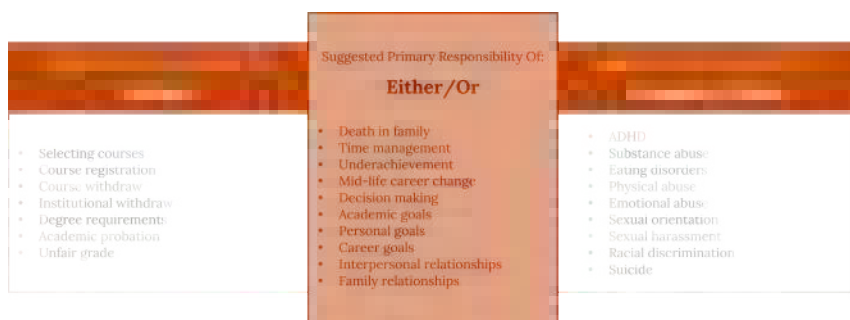 Selecting courses
Course registration
Course withdraw
Institutional withdraw
Degree requirements
Academic probation
Unfair grade
Suggested Primary Responsibility Of:
Either/Or
Death in family
Time management
Underachievement
Mid-life career change
Decision making
Academic goals
Personal goals
Career goals
Interpersonal relationships
Family relationships
ADHD
Substance abuse
Eating disorders
Physical abuse
Emotional abuse
Sexual orientation
Sexual harassment
Racial discrimination
Suicide